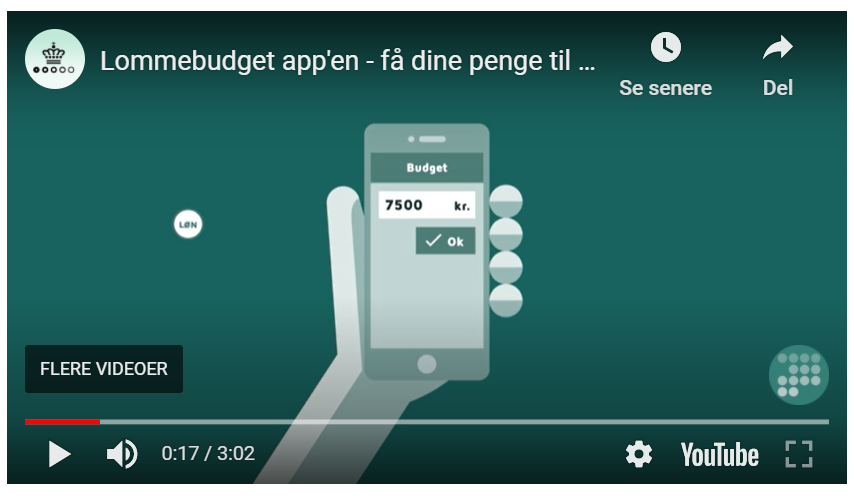 Lommebudget app'en - få dine penge til ...
Se senere
Del
Budget
7500 kr.
Ok
LØN
FLERE VIDEOER
0:17 / 3:02
YouTube